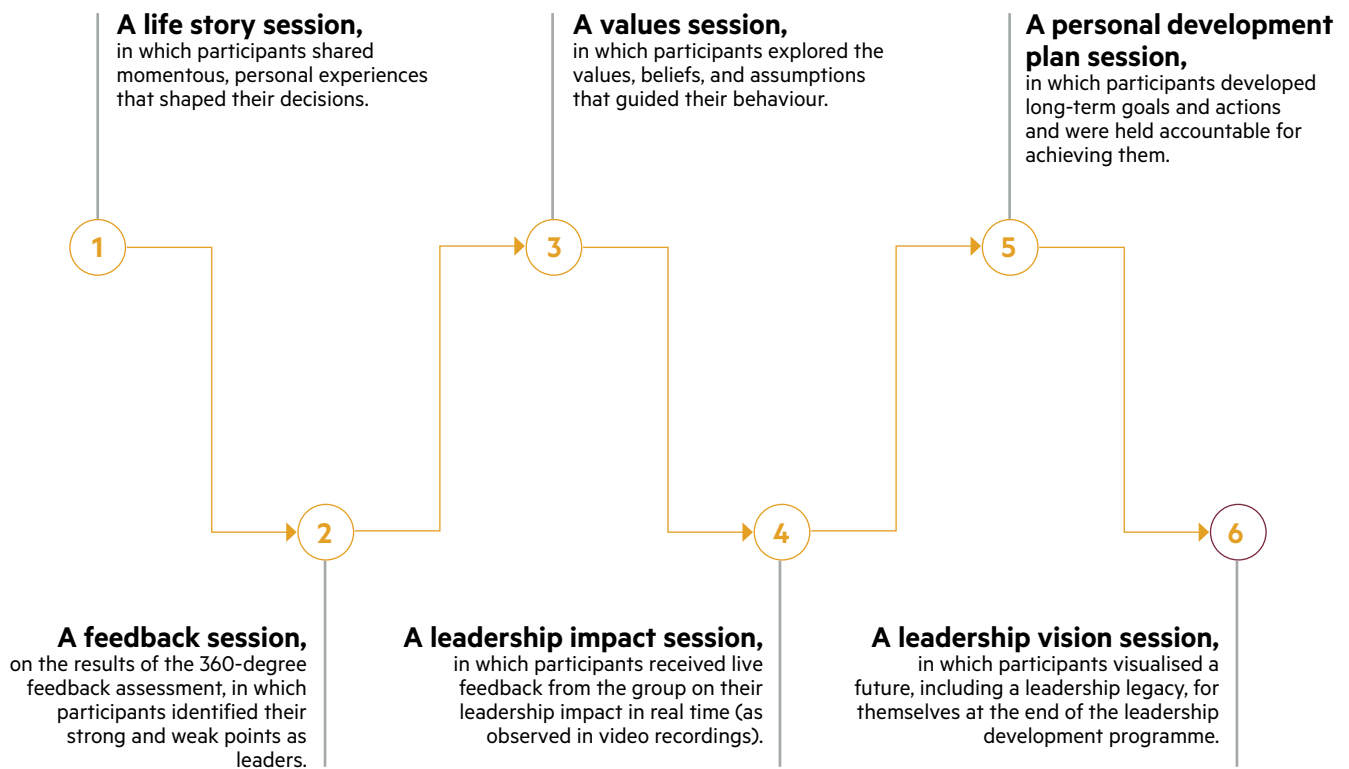 A life story session,
in which participants shared
momentous, personal experiences
that shaped their decisions.
A values session,
in which participants explored the
values, beliefs, and assumptions
that guided their behaviour.
A personal development
plan session,
in which participants developed
long-term goals and actions
and were held accountable for
achieving them.
1
3
5
2
4
6
A feedback session,
on the results of the 360-degree
feedback assessment, in which
participants identified their
strong and weak points as
leaders.
A leadership impact session,
in which participants received live
feedback from the group on their
leadership impact in real time (as
observed in video recordings).
A leadership vision session,
in which participants visualised a
future, including a leadership legacy, for
themselves at the end of the leadership
development programme.